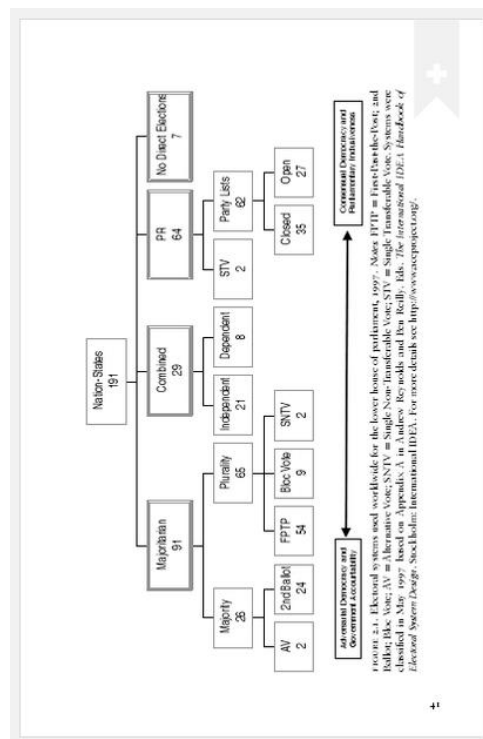 Nation-States
191
Majoritarian
91
Combined
29
PR
64
No Direct Elections
7
Majority
26
Plurality
65
Independent
21
Dependent
8
STV
2
Party Lists
62
AV
2
2nd Ballot
24
FPTP
54
Bloc Vote
9
SNTV
2
Closed
35
Open
27
Adversarial Democracy and
Government Accountability
Consensual Democracy and
Parliamentary Inclusiveness
FIGURE 2.1. Electoral systems used worldwide for the lower house of parliament, 1997. Notes: FPTP = First-Past-the-Post; 2nd
Ballot; Bloc Vote; AV = Alternative Vote; SNTV = Single Non-Transferable Vote; STV = Single Transferable Vote. Systems were
classified in May 1997 based on Appendix A in Andrew Reynolds and Ben Reilly. Eds. The International IDEA Handbook of
Electoral System Design. Stockholm: International IDEA. For more details see http://www.aceproject.org/.
41